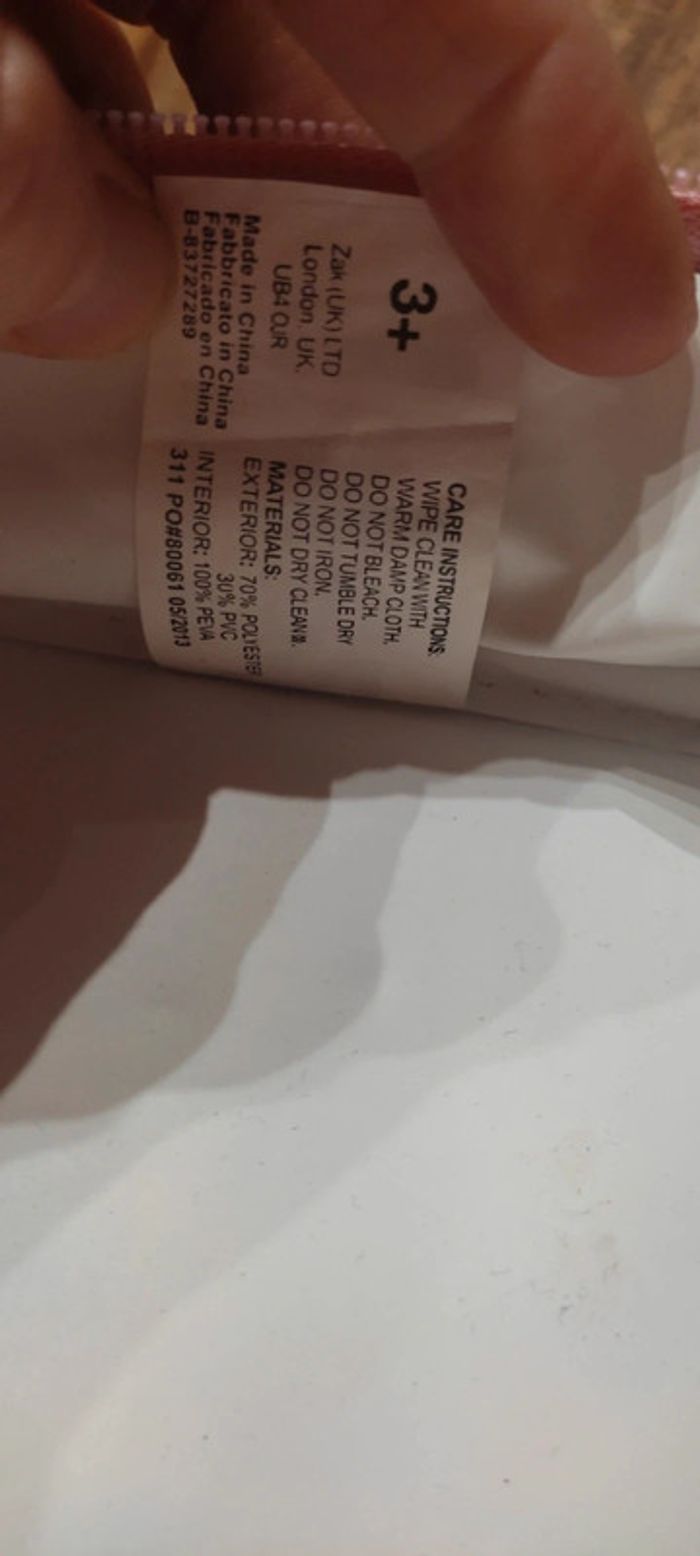 3+
Zak (UK) LTD
London. UK.
UB4 0JR
Made in China
Fabbricato in China
Fabricado en China
B-83727289
CARE INSTRUCTIONS:
WIPE CLEAN WITH
WARM DAMP CLOTH.
DO NOT BLEACH.
DO NOT TUMBLE DRY
DO NOT IRON.
DO NOT DRY CLEAN
MATERIALS:
EXTERIOR: 70% POLYESTER
30% PVC
INTERIOR: 100% PEVA
311 PO#80061 05/2013